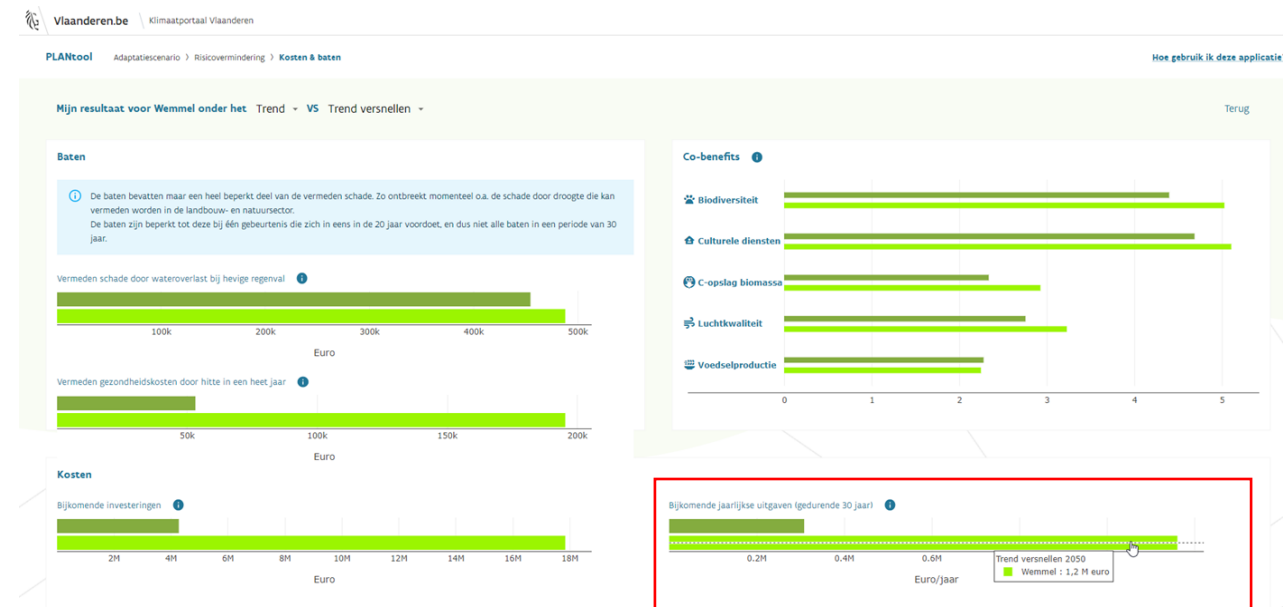 Vlaanderen.be Klimaatportaal Vlaanderen
PLANtool Adaptatiescenario > Risicovermindering > Kosten & baten Hoe gebruik ik deze applicatie
Mijn resultaat voor Wemmel onder het Trend VS Trend versnellen Terug
Baten
De baten bevatten maar een heel beperkt deel van de vermeden schade. Zo ontbreekt momenteel o.a. de schade door droogte die kan
vermeden worden in de landbouw- en natuursector.
De baten zijn beperkt tot deze bij één gebeurtenis die zich in eens in de 20 jaar voordoet, en dus niet alle baten in een periode van 30
jaar.
Vermeden schade door wateroverlast bij hevige regenval
100k 200k 300k 400k 500k
Euro
Vermeden gezondheidskosten door hitte in een heet jaar
50k 100k 150k 200k
Euro
Co-benefits
Biodiversiteit
Culturele diensten
C-opslag biomassa
Luchtkwaliteit
Voedselproductie
0 1 2 3 4 5
Kosten
Bijkomende investeringen
2M 4M 6M 8M 10M 12M 14M 16M 18M
Euro
Bijkomende jaarlijkse uitgaven (gedurende 30 jaar)
0.2M 0.4M 0.6M
Euro/jaar
Trend versnellen 2050
Wemmel : 1,2 M euro